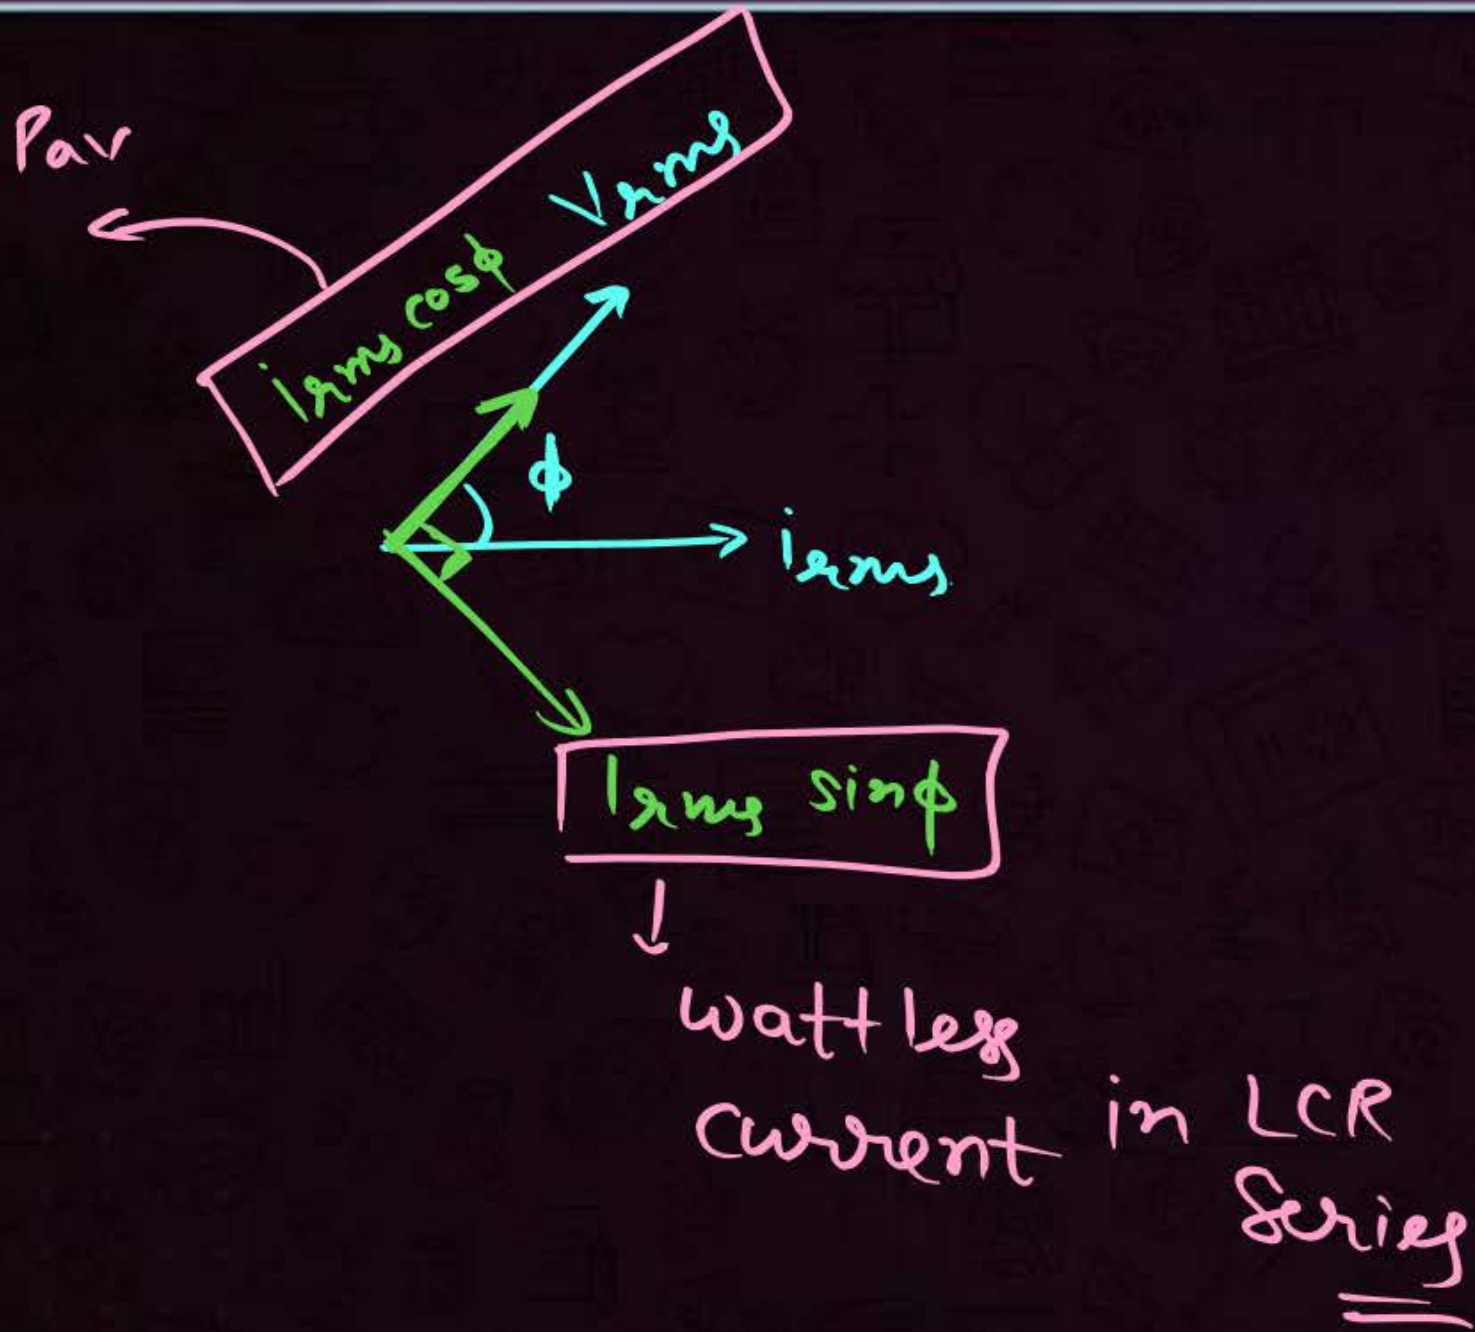 Pav
irms cosϕ Vrms
ϕ
irms
Irms sinϕ
wattless
current in LCR
Series